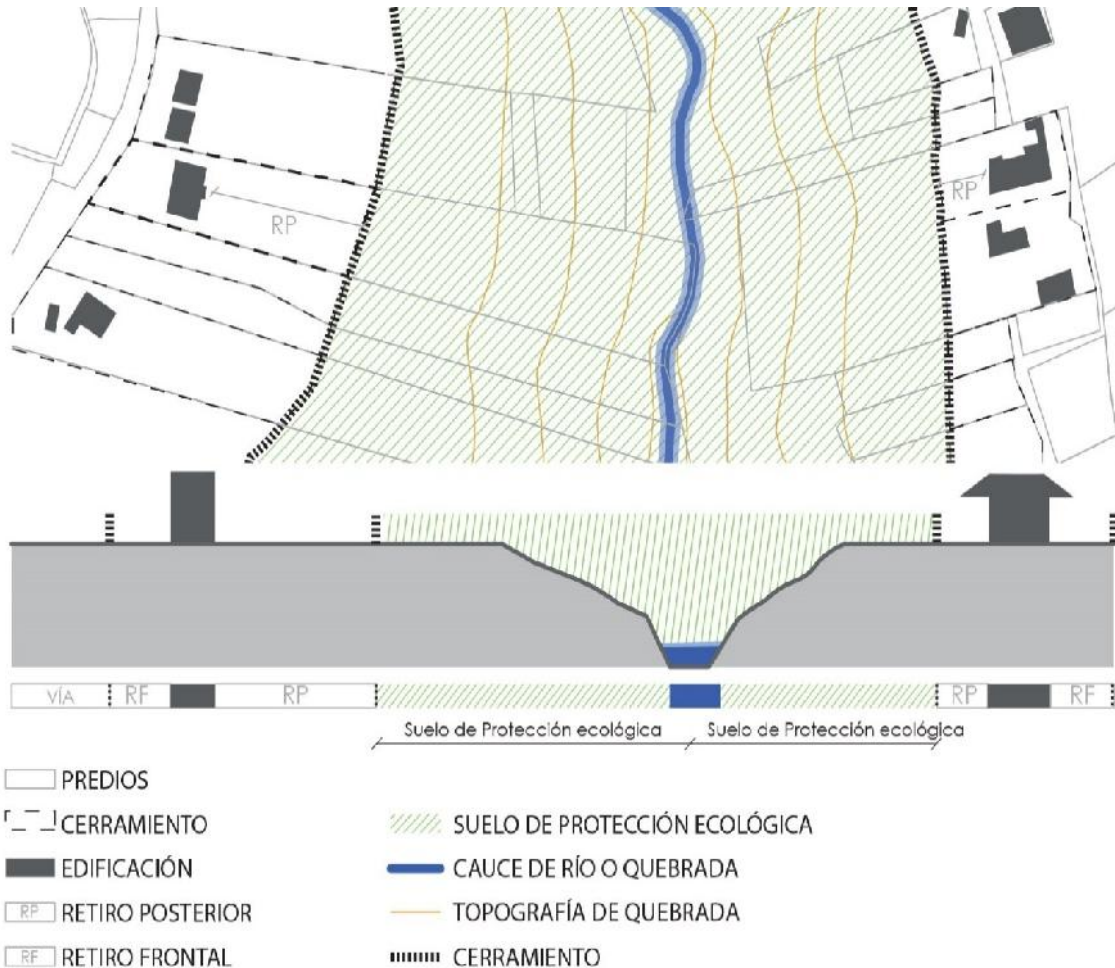 RP
RP
VÍA
RF
RP
RP
RF
Suelo de Protección ecológica
Suelo de Protección ecológica
PREDIOS
CERRAMIENTO
EDIFICACIÓN
RP RETIRO POSTERIOR
RF RETIRO FRONTAL
SUELO DE PROTECCIÓN ECOLÓGICA
CAUCE DE RÍO O QUEBRADA
TOPOGRAFÍA DE QUEBRADA
CERRAMIENTO